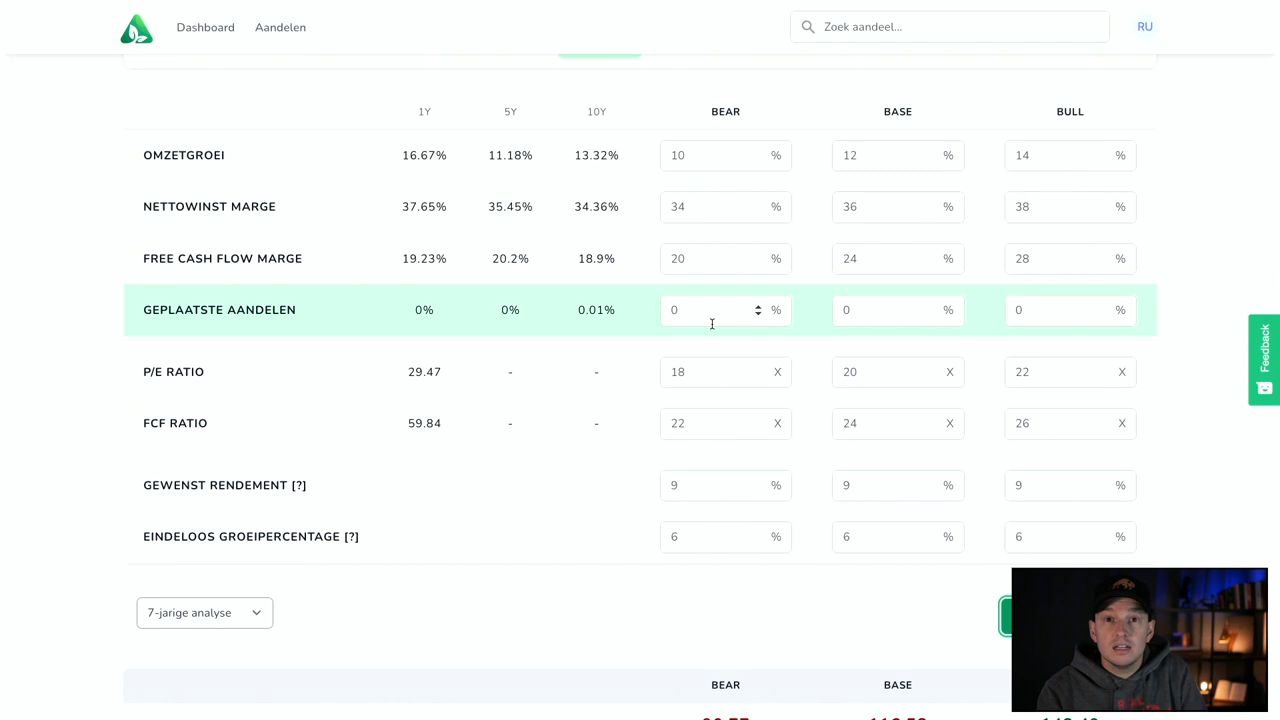 Dashboard Aandelen Zoek aandeel... RU
1Y 5Y 10Y BEAR BASE BULL
OMZETGROEI 16.67% 11.18% 13.32% 10 % 12 % 14 %
NETTOWINST MARGE 37.65% 35.45% 34.36% 34 % 36 % 38 %
FREE CASH FLOW MARGE 19.23% 20.2% 18.9% 20 % 24 % 28 %
GEPLAATSTE AANDELEN 0% 0% 0.01% 0 % 0 % 0 %
Feedback
P/E RATIO 29.47 - - 18 X 20 X 22 X
FCF RATIO 59.84 - - 22 X 24 X 26 X
GEWENST RENDEMENT [?] 9 % 9 % 9 %
EINDELOOS GROEIPERCENTAGE [?] 6 % 6 % 6 %
7-jarige analyse
BEAR BASE